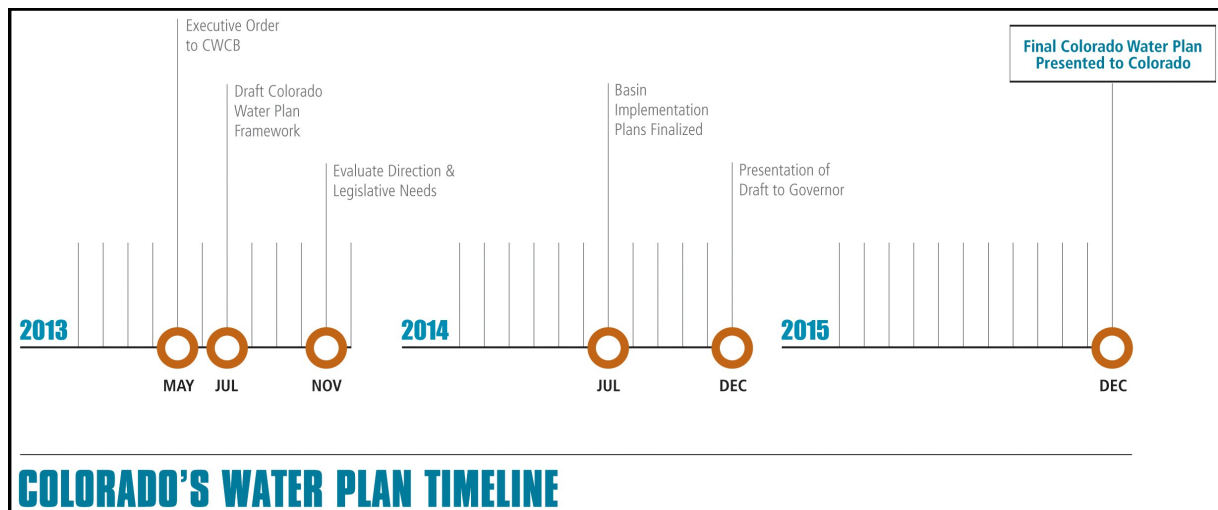 Executive Order
to CWCB
Draft Colorado
Water Plan
Framework
Evaluate Direction &
Legislative Needs
Basin
Implementation
Plans Finalized
Presentation of
Draft to Governor
Final Colorado Water Plan
Presented to Colorado
2013
MAY
JUL
NOV
2014
JUL
DEC
2015
DEC
COLORADO'S WATER PLAN TIMELINE